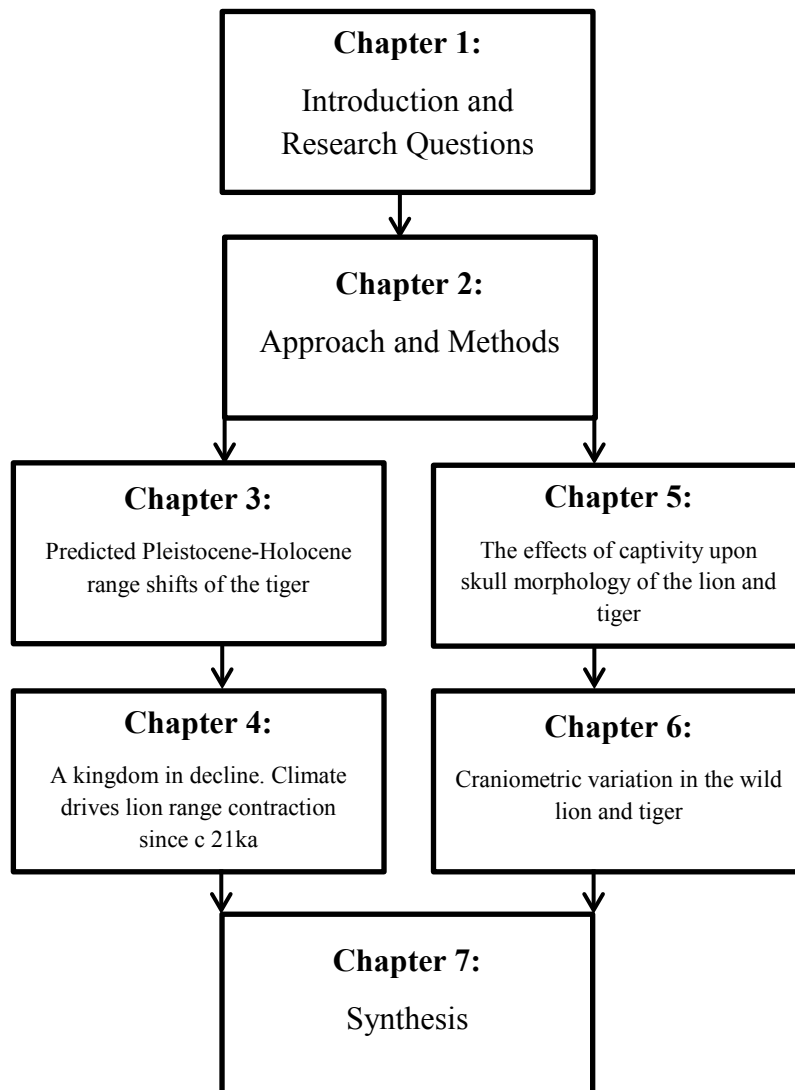 Chapter 1:
Introduction and
Research Questions
Chapter 2:
Approach and Methods
Chapter 3:
Predicted Pleistocene-Holocene
range shifts of the tiger
Chapter 5:
The effects of captivity upon
skull morphology of the lion and
tiger
Chapter 4:
A kingdom in decline. Climate
drives lion range contraction
since c 21ka
Chapter 6:
Craniometric variation in the wild
lion and tiger
Chapter 7:
Synthesis